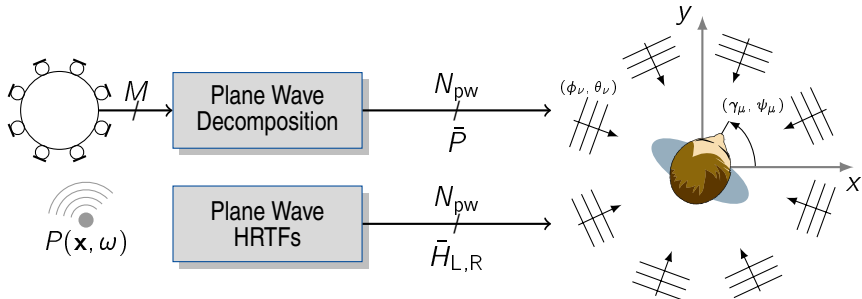 M
Plane Wave
Decomposition
N_pw
P̄
P(x, ω)
Plane Wave
HRTFs
N_pw
H̄_L,R
y
(ϕ_ν, θ_ν)
(γ_μ, ψ_μ)
x